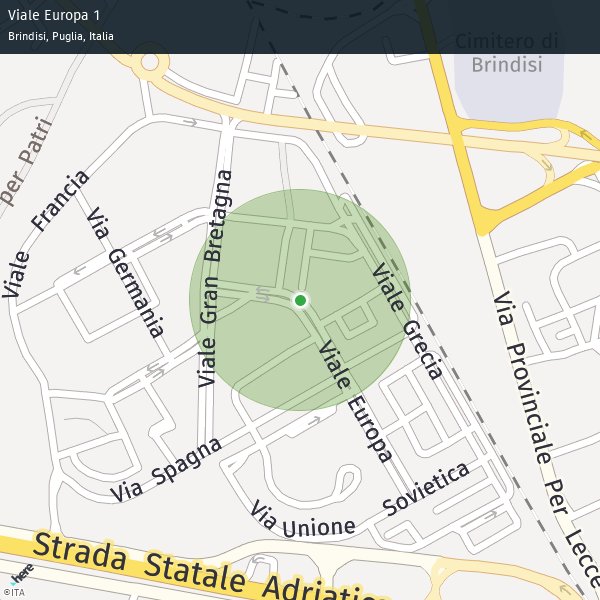 Viale Europa 1
Brindisi, Puglia, Italia
Cimitero di
Brindisi
per Patri
Viale Francia
Via Germania
Viale Gran Bretagna
Viale Grecia
Via Provinciale Per Lecce
Viale Europa
Via Spagna
Via Unione Sovietica
Strada Statale Adriatic
here
©ITA